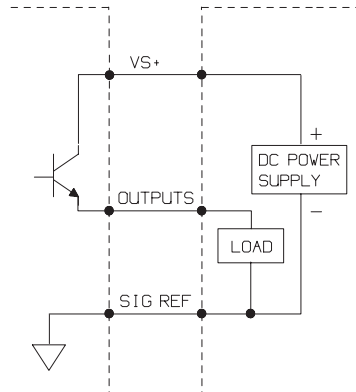 VS+
+
DC POWER
SUPPLY
OUTPUTS
−
LOAD
SIG REF